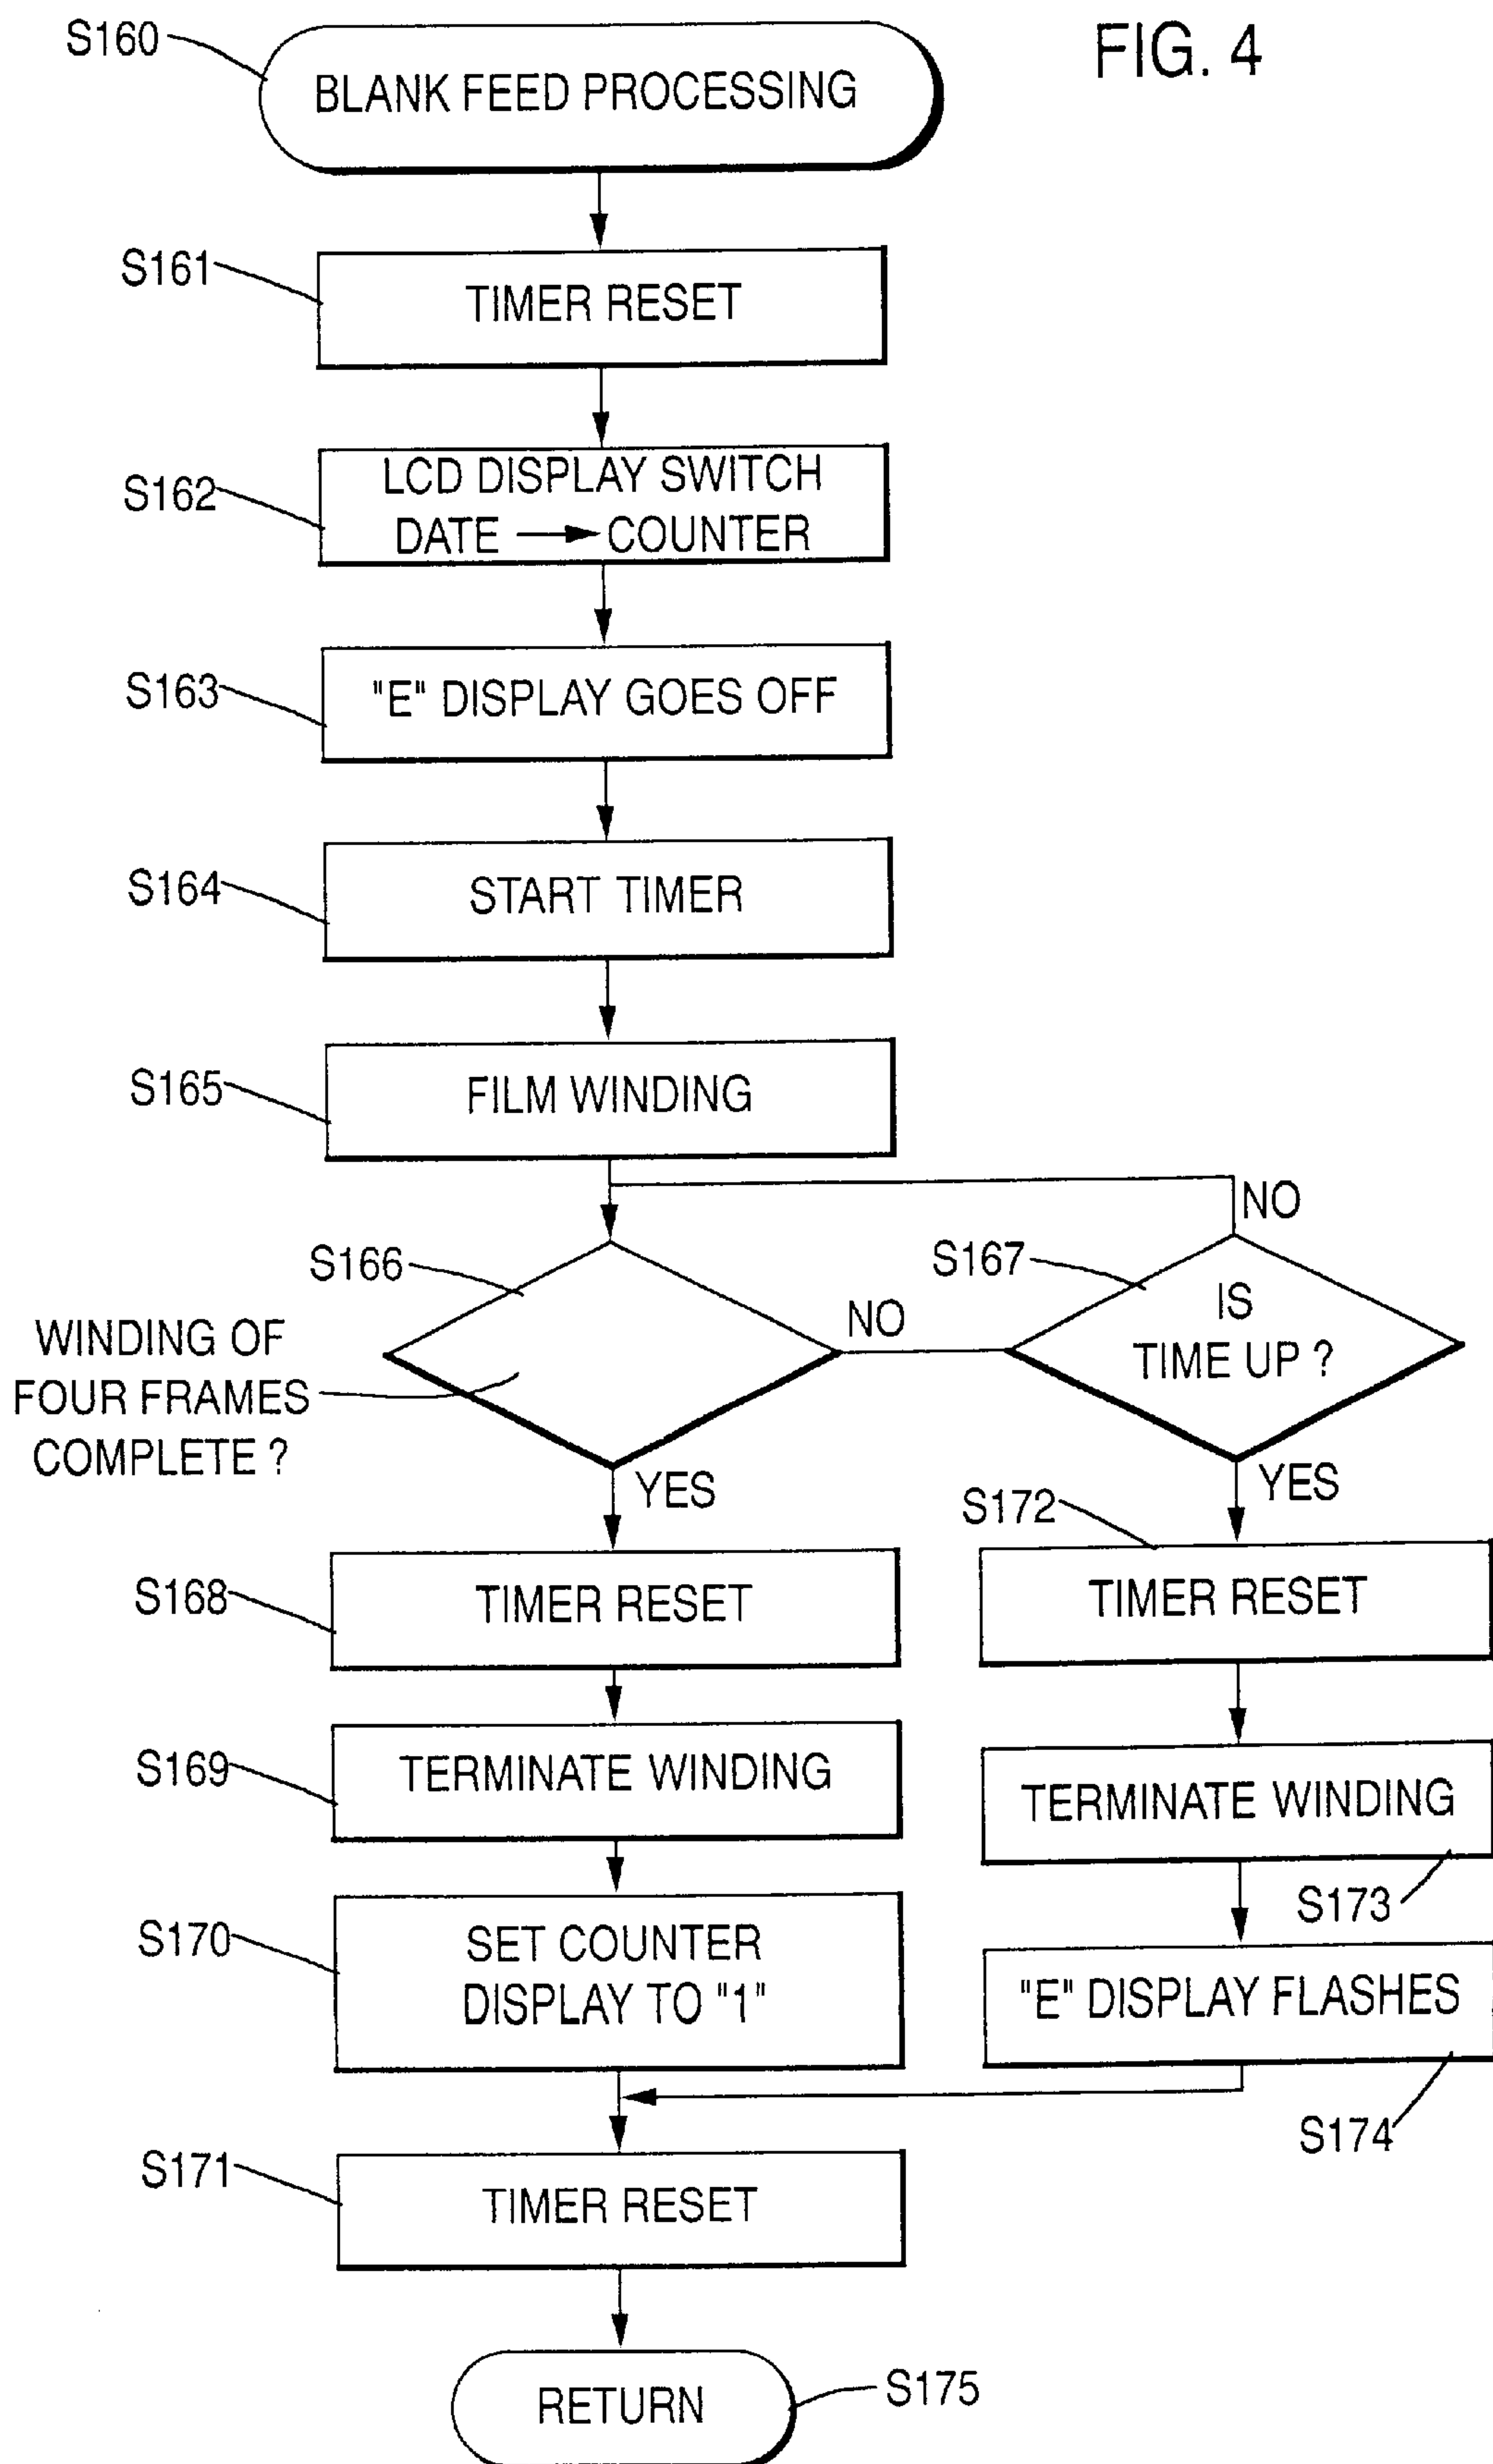 FIG. 4
S160
BLANK FEED PROCESSING
S161
TIMER RESET
S162
LCD DISPLAY SWITCH
DATE → COUNTER
S163
"E" DISPLAY GOES OFF
S164
START TIMER
S165
FILM WINDING
S166
WINDING OF
FOUR FRAMES
COMPLETE ?
NO
YES
S167
IS
TIME UP ?
NO
YES
S168
TIMER RESET
S169
TERMINATE WINDING
S170
SET COUNTER
DISPLAY TO "1"
S172
TIMER RESET
TERMINATE WINDING
S173
"E" DISPLAY FLASHES
S174
S171
TIMER RESET
RETURN
S175